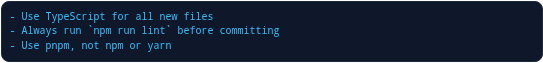 - Use TypeScript for all new files
- Always run `npm run lint` before committing
- Use pnpm, not npm or yarn